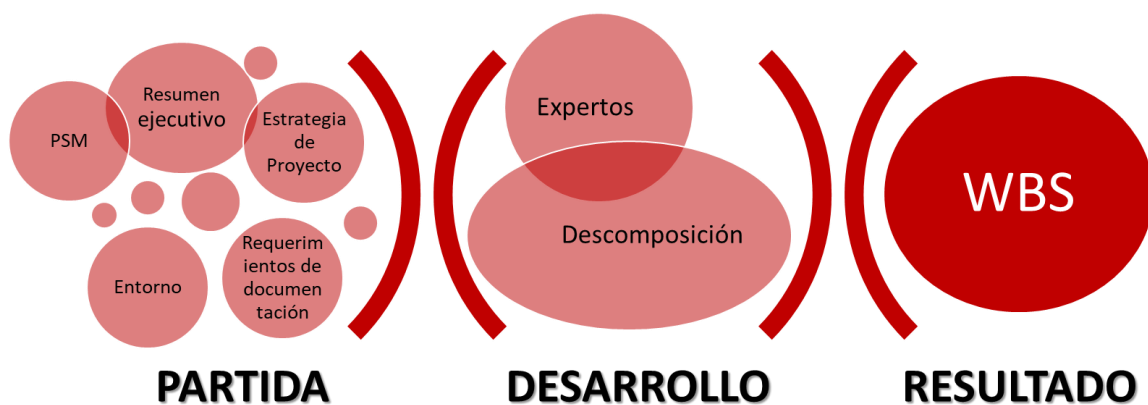 PSM
Resumen
ejecutivo
Estrategia
de
Proyecto
Entorno
Requerim
ientos de
documen
tación
PARTIDA
Expertos
Descomposición
DESARROLLO
WBS
RESULTADO